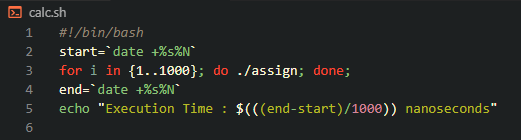 calc.sh
1 #!/bin/bash
2 start=`date +%s%N`
3 for i in {1..1000}; do ./assign; done;
4 end=`date +%s%N`
5 echo "Execution Time : $(((end-start)/1000)) nanoseconds"
6